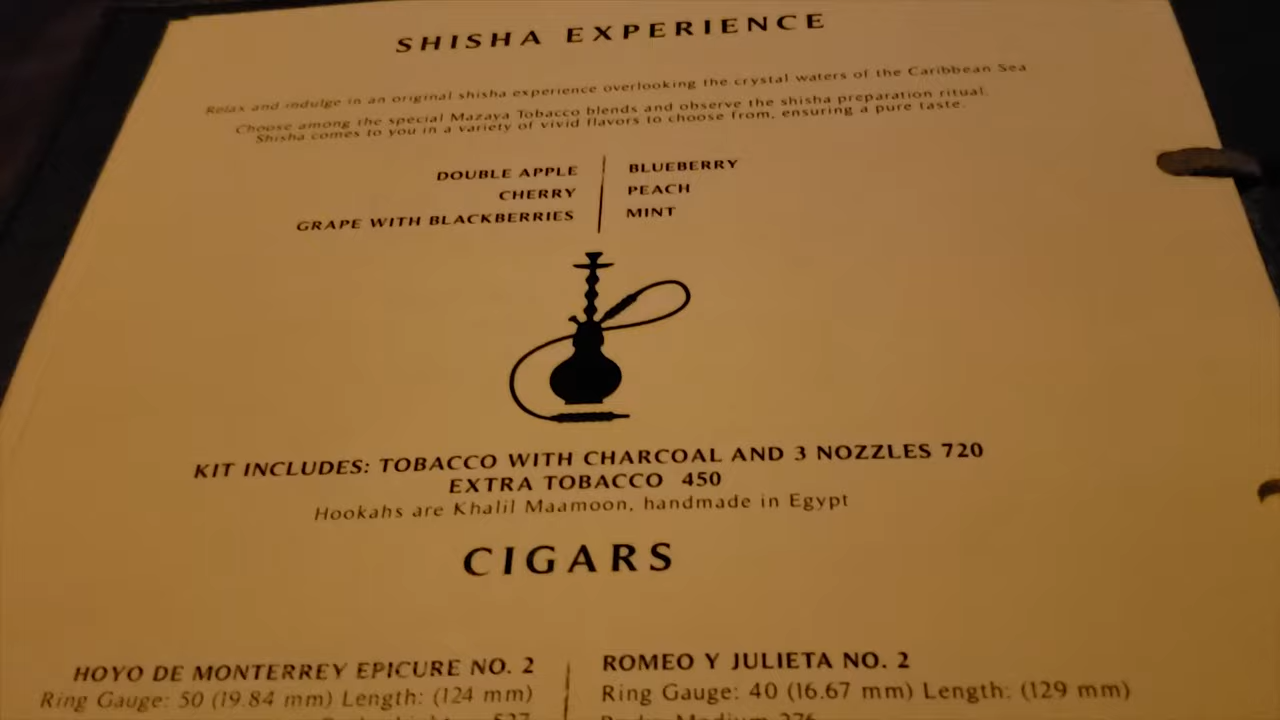 SHISHA EXPERIENCE
Relax and indulge in an original shisha experience overlooking the crystal waters of the Caribbean Sea
Choose among the special Mazaya Tobacco blends and observe the shisha preparation ritual.
Shisha comes to you in a variety of vivid flavors to choose from, ensuring a pure taste.
DOUBLE APPLE
CHERRY
GRAPE WITH BLACKBERRIES
BLUEBERRY
PEACH
MINT
KIT INCLUDES: TOBACCO WITH CHARCOAL AND 3 NOZZLES 720
EXTRA TOBACCO 450
Hookahs are Khalil Maamoon, handmade in Egypt
CIGARS
HOYO DE MONTERREY EPICURE NO. 2
Ring Gauge: 50 (19.84 mm) Length: (124 mm)
ROMEO Y JULIETA NO. 2
Ring Gauge: 40 (16.67 mm) Length: (129 mm)